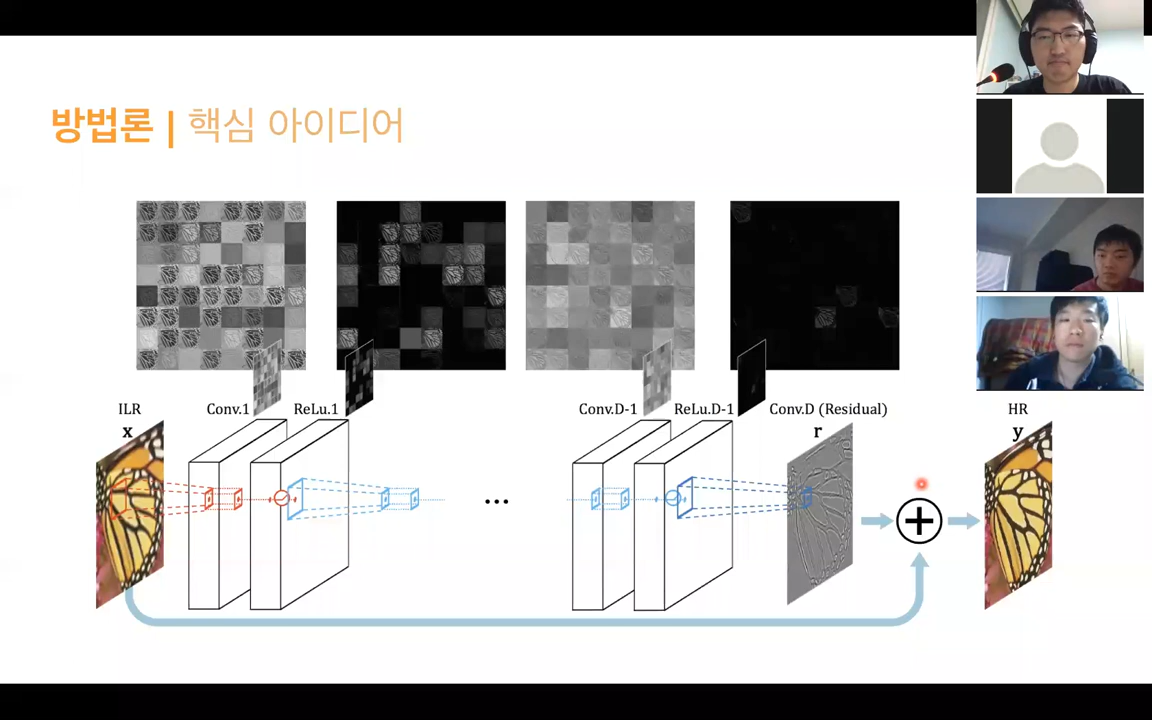 방법론 | 핵심 아이디어
ILR
x
Conv.1
ReLu.1
...
Conv.D-1
ReLu.D-1
Conv.D (Residual)
r
HR
y